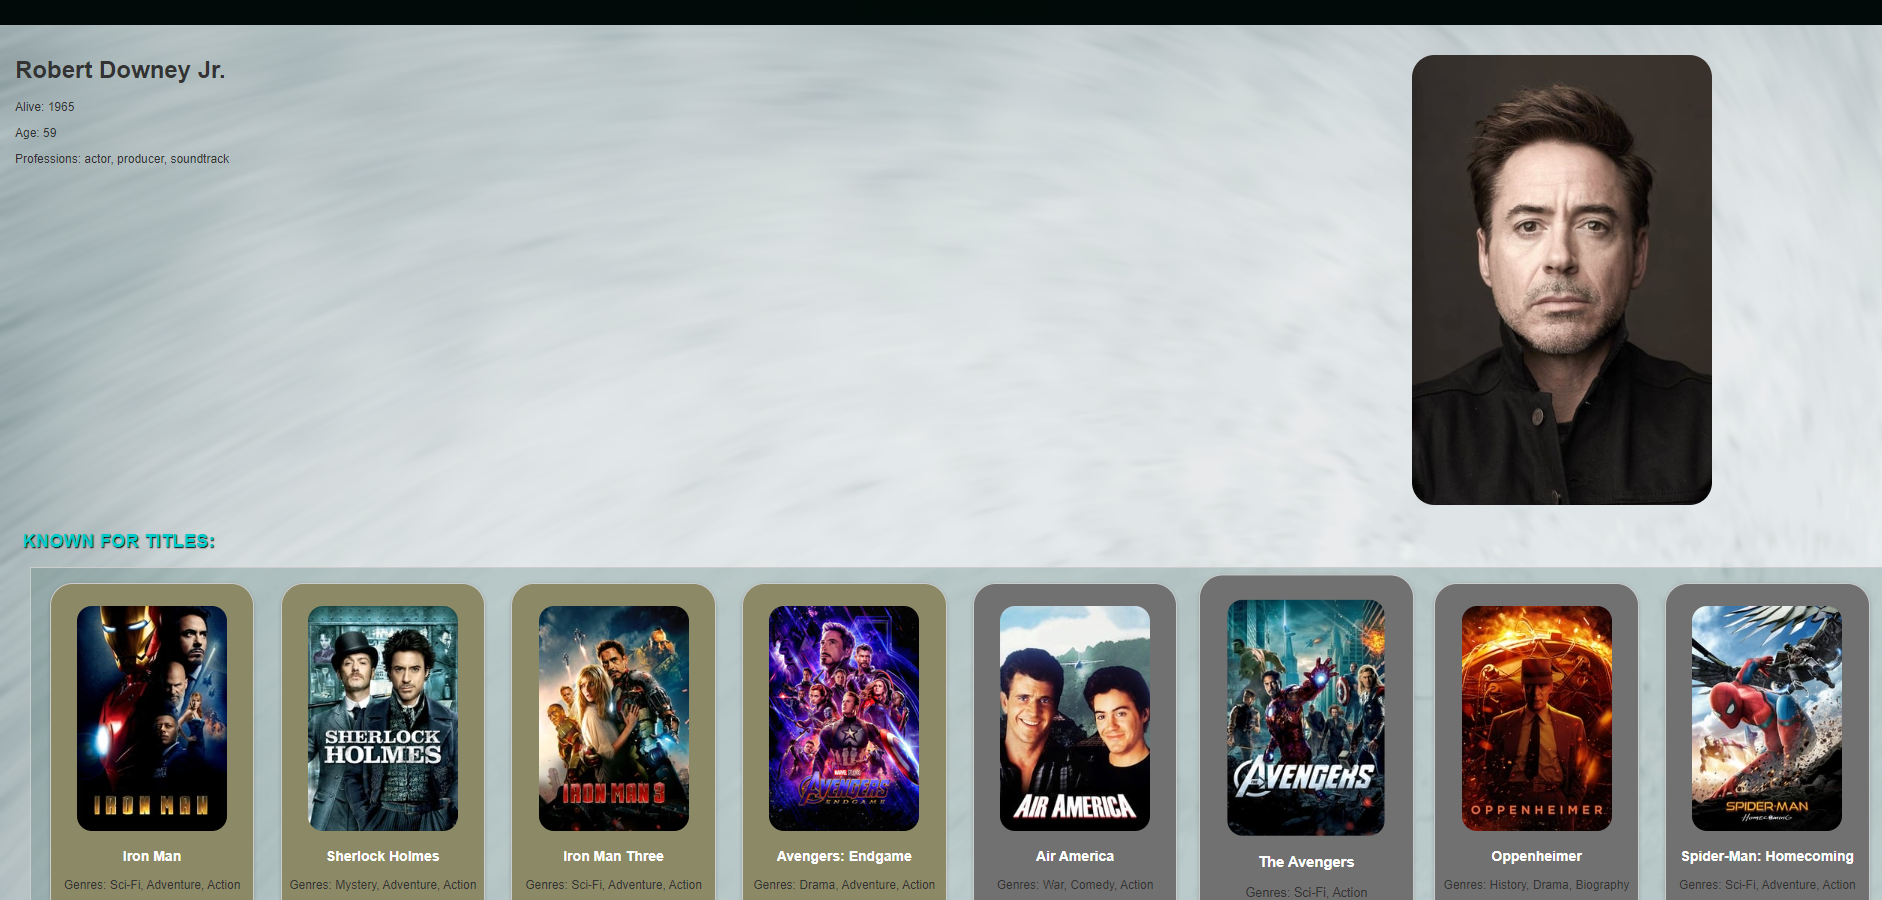 Robert Downey Jr.
Alive: 1965
Age: 59
Professions: actor, producer, soundtrack
KNOWN FOR TITLES:
IRON MAN
SHERLOCK
HOLMES
IRON MAN 3
AVENGERS
ENDGAME
AIR AMERICA
AVENGERS
OPPENHEIMER
SPIDER-MAN
HOMECOMING
Iron Man
Sherlock Holmes
Iron Man Three
Avengers: Endgame
Air America
The Avengers
Oppenheimer
Spider-Man: Homecoming
Genres: Sci-Fi, Adventure, Action
Genres: Mystery, Adventure, Action
Genres: Sci-Fi, Adventure, Action
Genres: Drama, Adventure, Action
Genres: War, Comedy, Action
Genres: Sci-Fi, Action
Genres: History, Drama, Biography
Genres: Sci-Fi, Adventure, Action